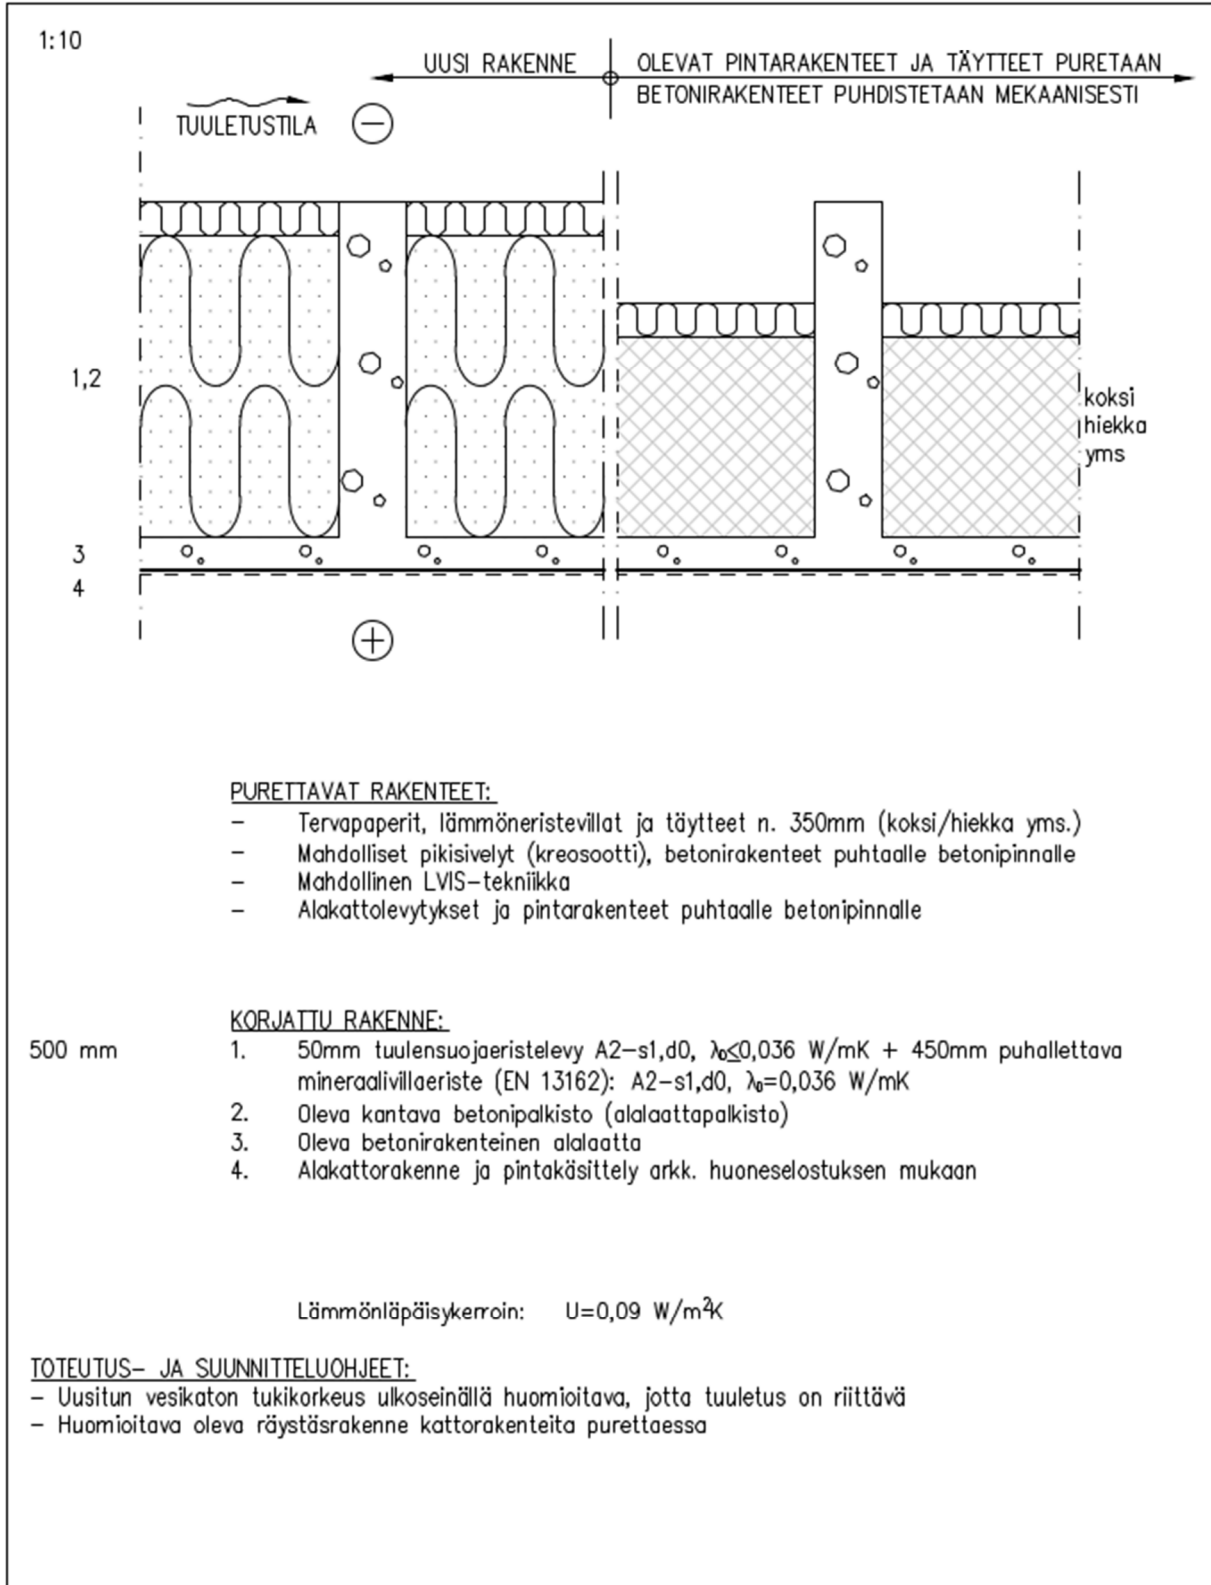 1:10
UUSI RAKENNE
OLEVAT PINTARAKENTEET JA TÄYTTEET PURETAAN
BETONIRAKENTEET PUHDISTETAAN MEKAANISESTI
TUULETUSTILA
1,2
koksi
hiekka
yms
3
4
PURETTAVAT RAKENTEET:
– Tervapaperit, lämmöneristevillat ja täytteet n. 350mm (koksi/hiekka yms.)
– Mahdolliset pikisivelyt (kreosootti), betonirakenteet puhtaalle betonipinnalle
– Mahdollinen LVIS–tekniikka
– Alakattolevytykset ja pintarakenteet puhtaalle betonipinnalle
KORJATTU RAKENNE:
500 mm 1. 50mm tuulensuojaeristelevy A2–s1,d0, λD≤0,036 W/mK + 450mm puhallettava
mineraalivillaeriste (EN 13162): A2–s1,d0, λD=0,036 W/mK
2. Oleva kantava betonipalkisto (alalaattapalkisto)
3. Oleva betonirakenteinen alalaatta
4. Alakattorakenne ja pintakäsittely arkk. huoneselostuksen mukaan
Lämmönläpäisykerroin: U=0,09 W/m²K
TOTEUTUS– JA SUUNNITTELUOHJEET:
– Uusitun vesikaton tukikorkeus ulkoseinällä huomioitava, jotta tuuletus on riittävä
– Huomioitava oleva räystäsrakenne kattorakenteita purettaessa